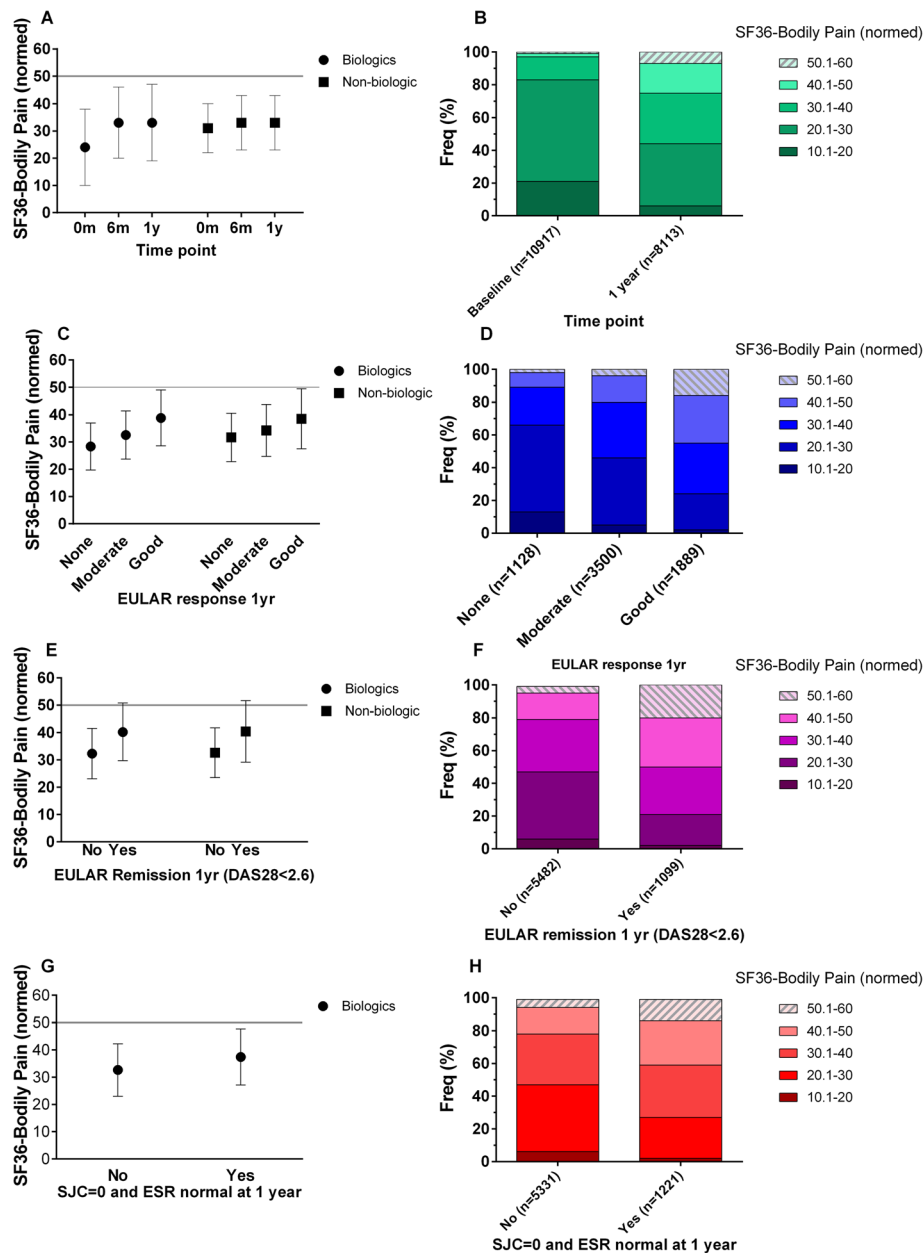 A
SF36-Bodily Pain (normed)
60
50
40
30
20
10
0
0m 6m 1y 0m 6m 1y
Time point
Biologics
Non-biologic
B
SF36-Bodily Pain (normed)
Freq (%)
100
80
60
40
20
0
Baseline (n=10917)
1 year (n=8113)
Time point
50.1-60
40.1-50
30.1-40
20.1-30
10.1-20
C
SF36-Bodily Pain (normed)
60
50
40
30
20
10
0
None
Moderate
Good
None
Moderate
Good
EULAR response 1yr
Biologics
Non-biologic
D
SF36-Bodily Pain (normed)
Freq (%)
100
80
60
40
20
0
None (n=1128)
Moderate (n=3500)
Good (n=1889)
EULAR response 1yr
50.1-60
40.1-50
30.1-40
20.1-30
10.1-20
E
SF36-Bodily Pain (normed)
60
50
40
30
20
10
0
No Yes No Yes
EULAR Remission 1yr (DAS28<2.6)
Biologics
Non-biologic
F
SF36-Bodily Pain (normed)
Freq (%)
100
80
60
40
20
0
No (n=5482)
Yes (n=1099)
EULAR remission 1 yr (DAS28<2.6)
50.1-60
40.1-50
30.1-40
20.1-30
10.1-20
G
SF36-Bodily Pain (normed)
60
50
40
30
20
10
0
No Yes
SJC=0 and ESR normal at 1 year
Biologics
H
SF36-Bodily Pain (normed)
Freq (%)
100
80
60
40
20
0
No (n=5331)
Yes (n=1221)
SJC=0 and ESR normal at 1 year
50.1-60
40.1-50
30.1-40
20.1-30
10.1-20